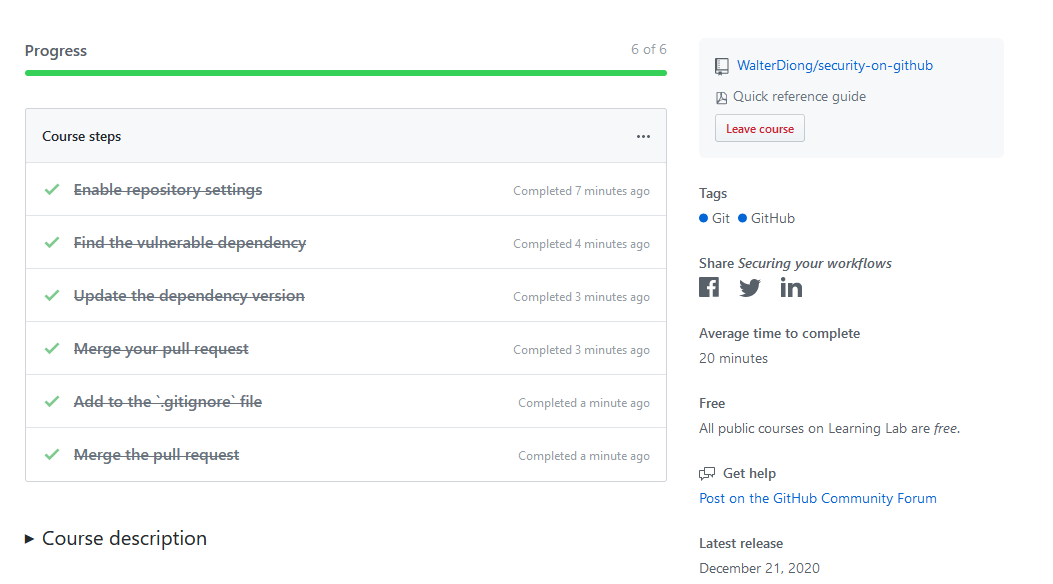 Progress
6 of 6
Course steps
Enable repository settings
Completed 7 minutes ago
Find the vulnerable dependency
Completed 4 minutes ago
Update the dependency version
Completed 3 minutes ago
Merge your pull request
Completed 3 minutes ago
Add to the `.gitignore` file
Completed a minute ago
Merge the pull request
Completed a minute ago
Course description
WalterDiong/security-on-github
Quick reference guide
Leave course
Tags
Git GitHub
Share Securing your workflows
Average time to complete
20 minutes
Free
All public courses on Learning Lab are free.
Get help
Post on the GitHub Community Forum
Latest release
December 21, 2020